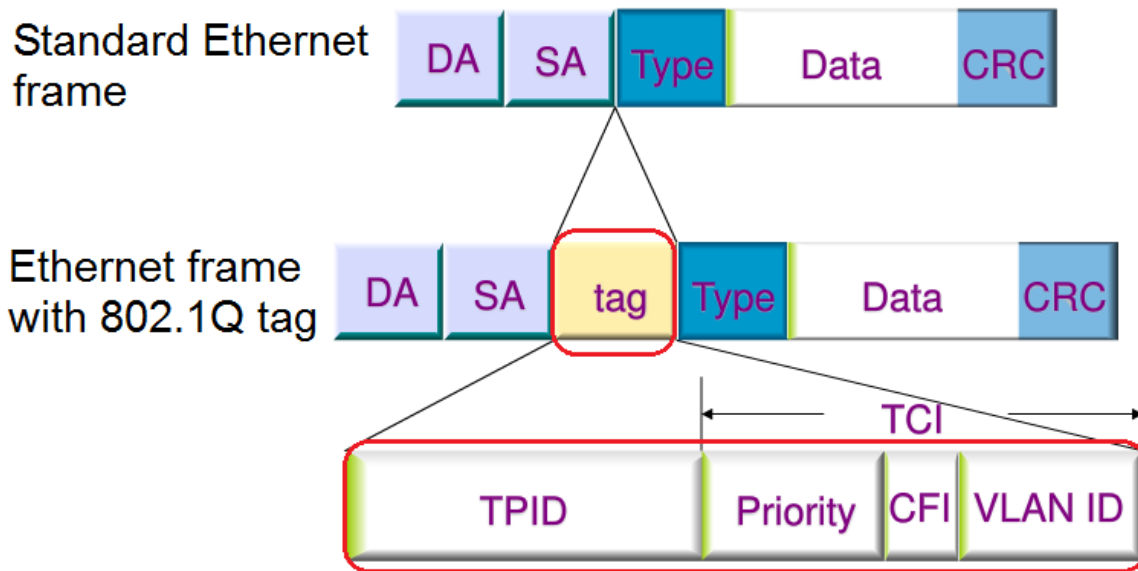 Standard Ethernet
frame
DA SA Type Data CRC
Ethernet frame
with 802.1Q tag
DA SA tag Type Data CRC
TCI
TPID Priority CFI VLAN ID